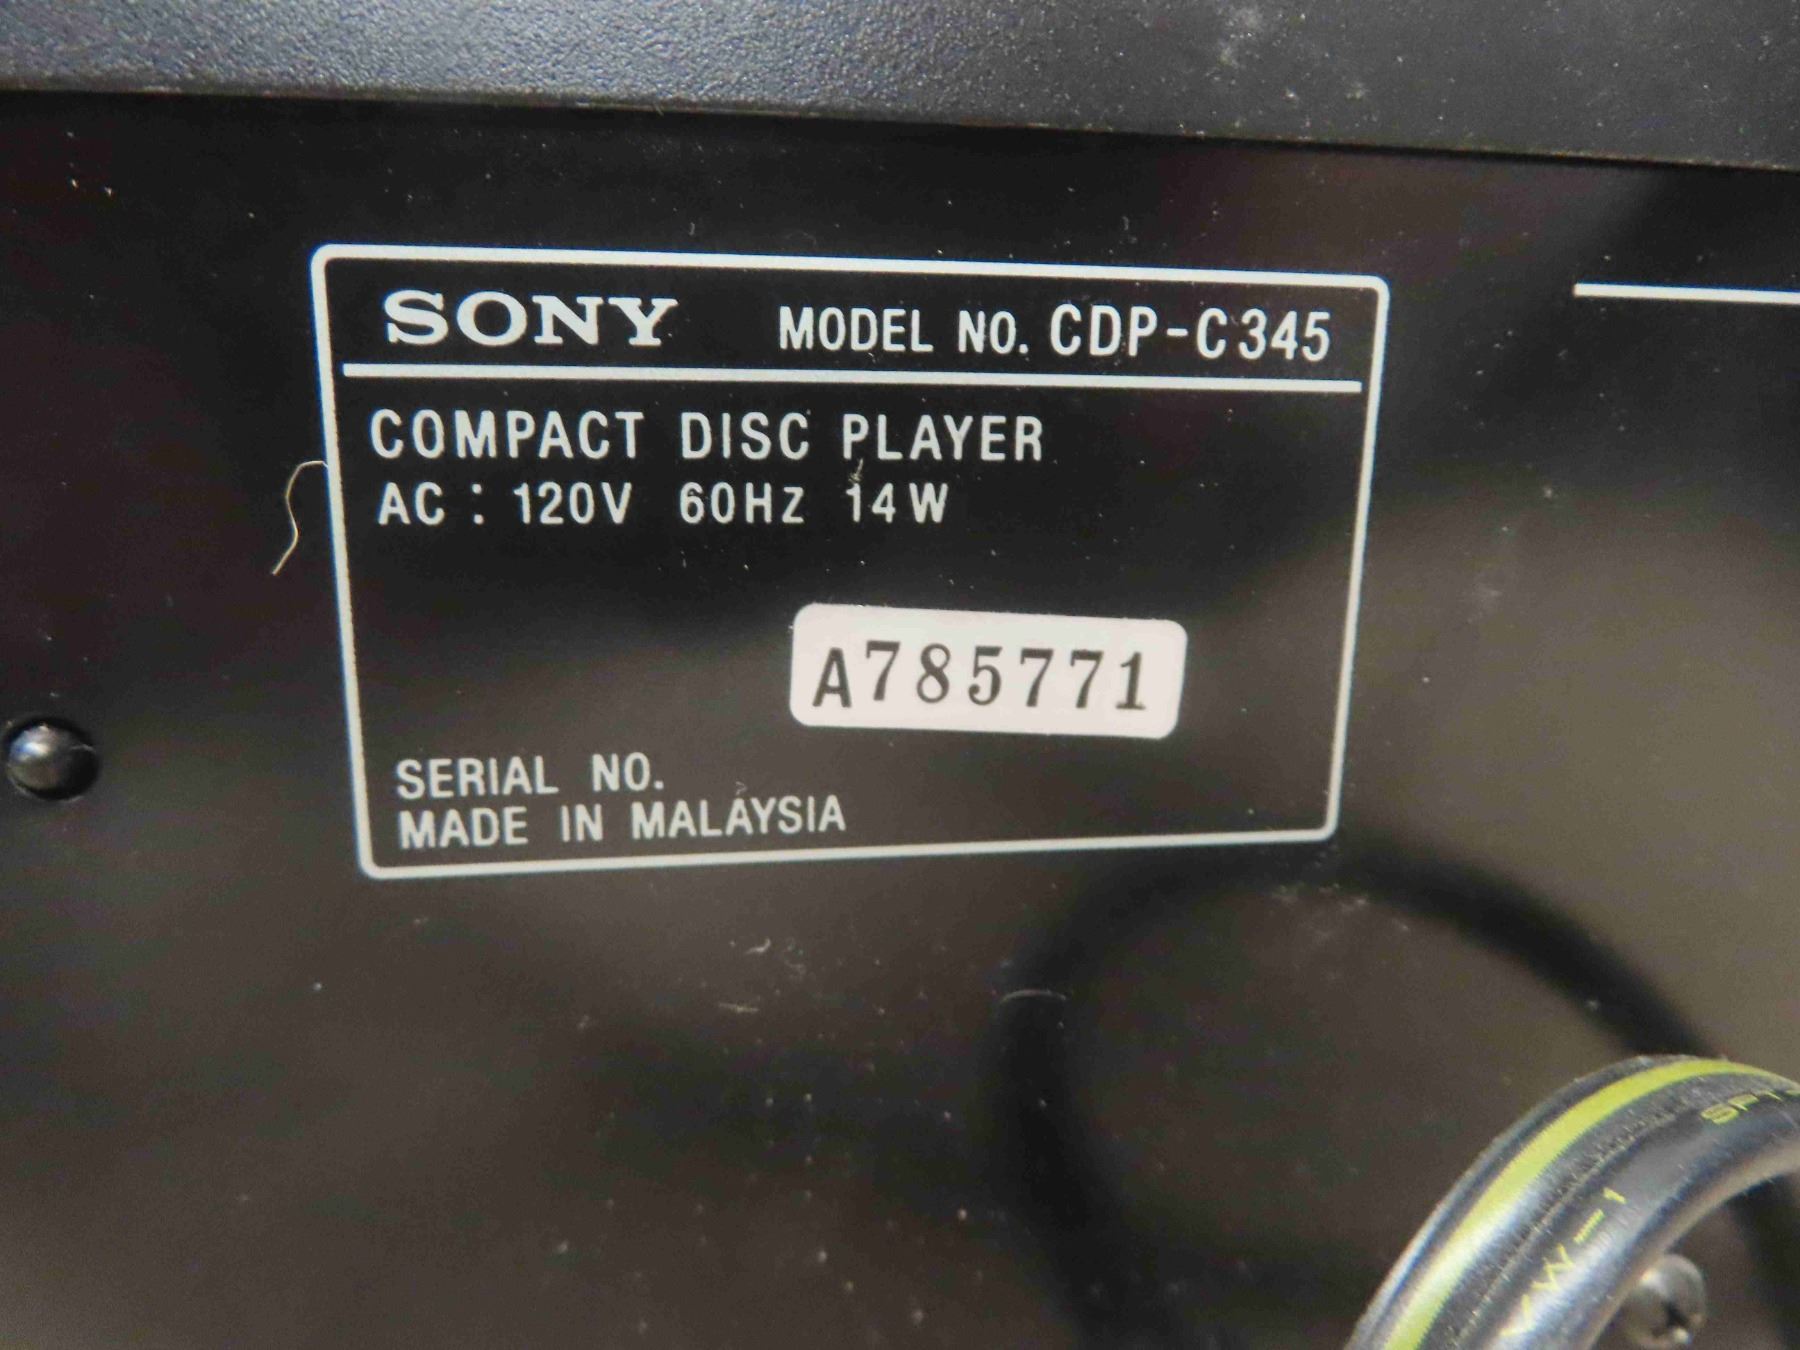 SONY MODEL NO. CDP-C345
COMPACT DISC PLAYER
AC : 120V 60Hz 14W
A785771
SERIAL NO.
MADE IN MALAYSIA